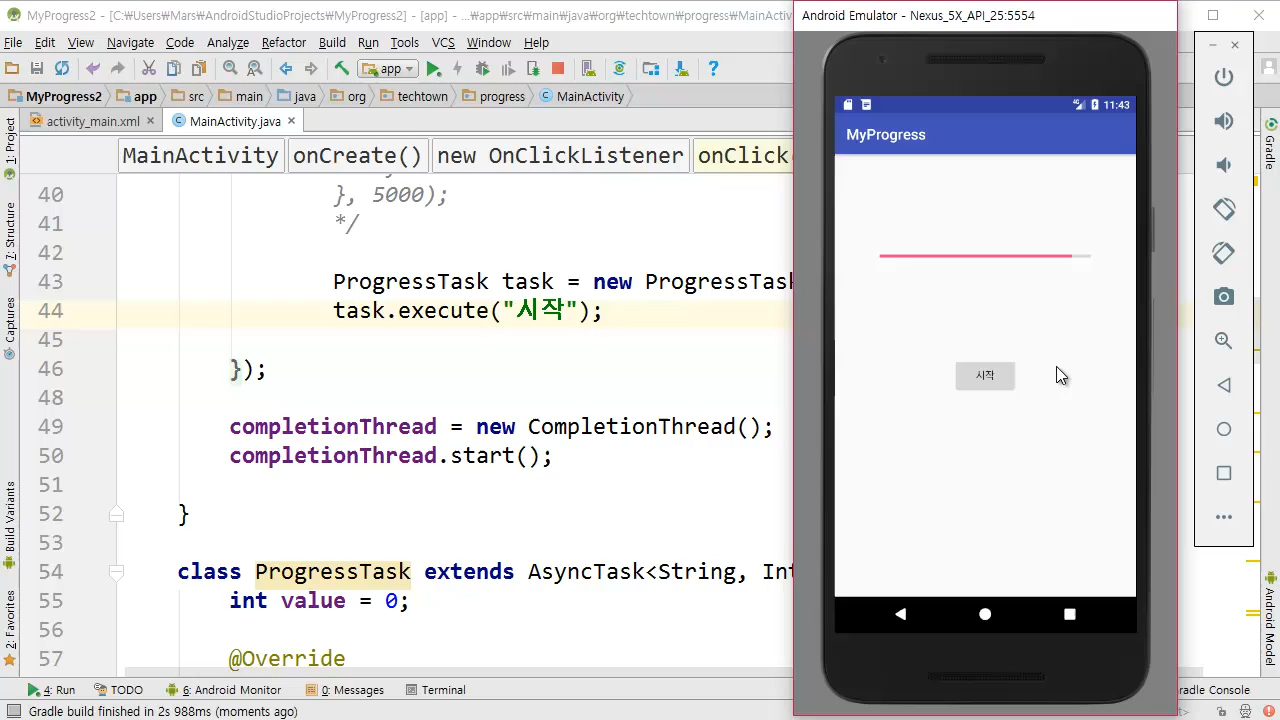 MyProgress2 - [C:₩Users₩Mars₩AndroidStudioProjects₩MyProgress2] - [app] - ...₩app₩src₩main₩java₩org₩techtown₩progress₩MainActi
File Edit View Navigate Code Analyze Refactor Build Run Tools VCS Window Help
app
MyProgress2 app src main java org techtown progress MainActivity
activity_main.xml MainActivity.java
MainActivity onCreate() new OnClickListener onClick(
40 }, 5000);
41 */
42
43 ProgressTask task = new ProgressTask
44 task.execute("시작");
45
46 });
48
49 completionThread = new CompletionThread();
50 completionThread.start();
51
52 }
53
54 class ProgressTask extends AsyncTask<String, Int
55 int value = 0;
56
57 @Override
1: Project
7: Structure
Captures
Build Variants
2: Favorites
4: Run TODO 6: Android Monitor 0: Messages Terminal
Gradle build finished in 2s 983ms (moments ago)
Android Emulator - Nexus_5X_API_25:5554
11:43
MyProgress
시작
Gradle
Android Model
radle Console